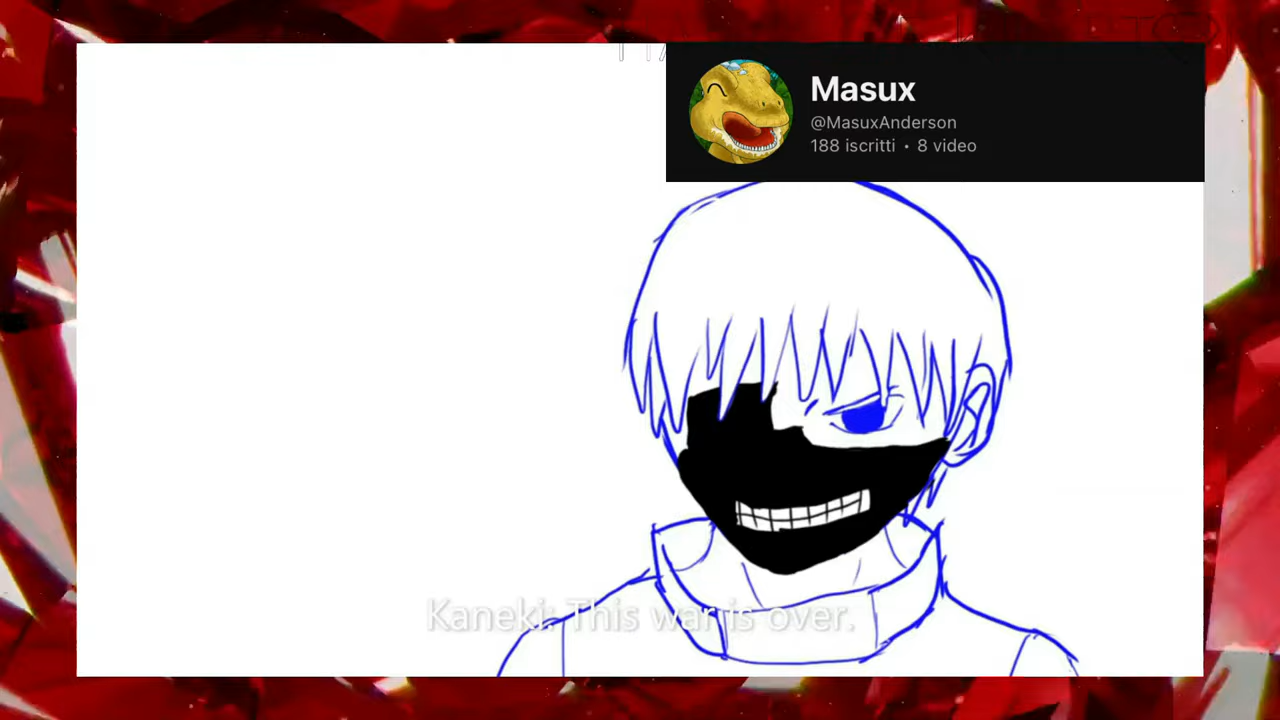 Masux
@MasuxAnderson
188 iscritti • 8 video
Kaneki: This war is over.